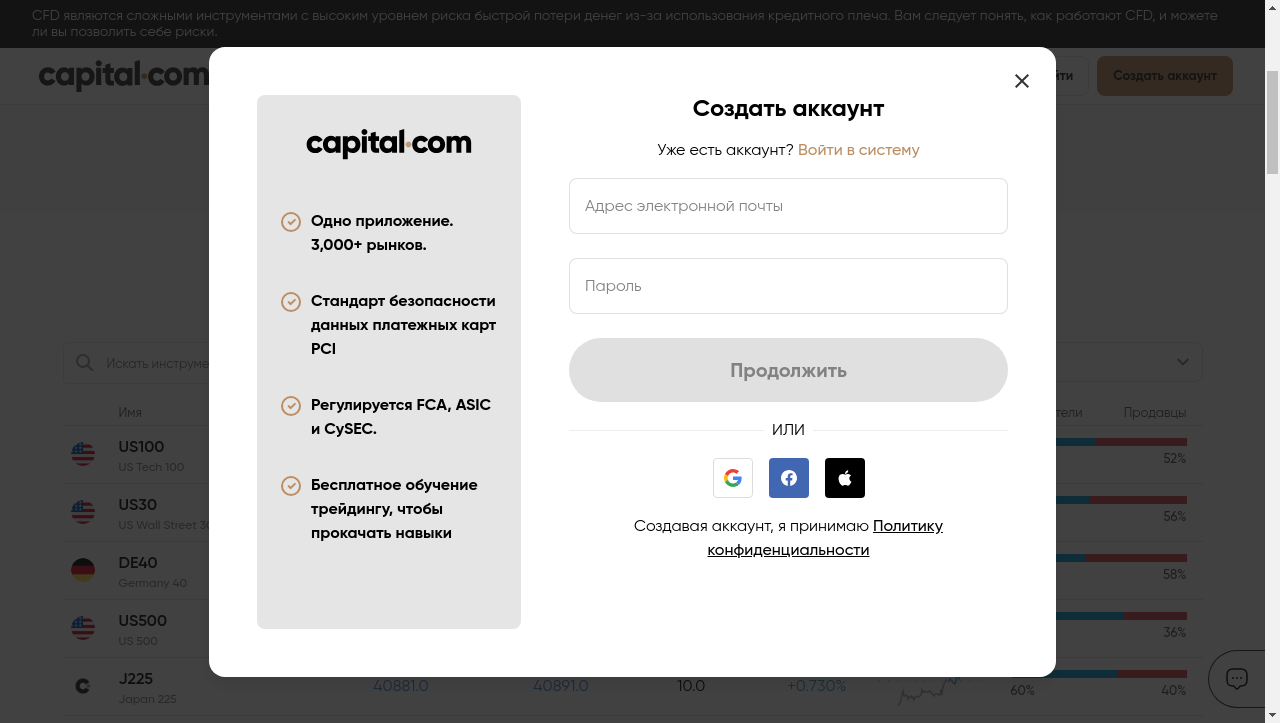 CFD являются сложными инструментами с высоким уровнем риска быстрой потери денег из-за использования кредитного плеча. Вам следует понять, как работают CFD, и можете
ли вы позволить себе риски.
capital.com
Создать аккаунт
capital.com
Одно приложение.
3,000+ рынков.
Стандарт безопасности
данных платежных карт
PCI
Регулируется FCA, ASIC
и CySEC.
Бесплатное обучение
трейдингу, чтобы
прокачать навыки
Создать аккаунт
Уже есть аккаунт? Войти в систему
Адрес электронной почты
Пароль
Продолжить
ИЛИ
Создавая аккаунт, я принимаю Политику
конфиденциальности
Искать
Имя
Продавцы
US100
US Tech 100
52%
US30
US Wall Street
56%
DE40
Germany 40
58%
US500
US 500
36%
J225
Japan 225
40881.0
40891.0
10.0
+0.730%
60%
40%